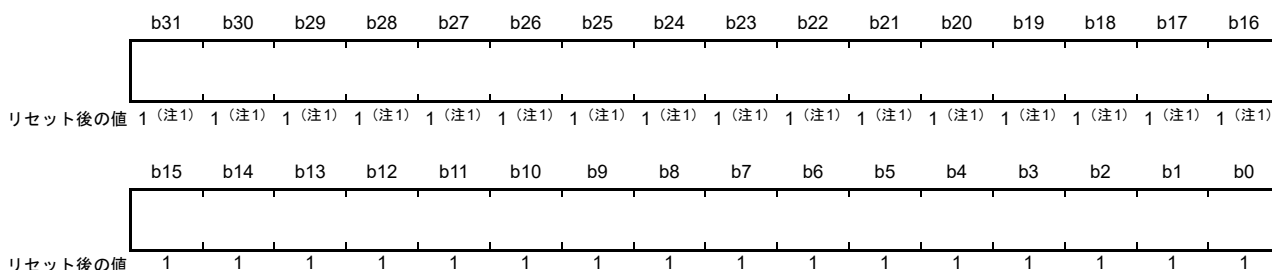 b31 b30 b29 b28 b27 b26 b25 b24 b23 b22 b21 b20 b19 b18 b17 b16
リセット後の値 1（注1） 1（注1） 1（注1） 1（注1） 1（注1） 1（注1） 1（注1） 1（注1） 1（注1） 1（注1） 1（注1） 1（注1） 1（注1） 1（注1） 1（注1） 1（注1）
b15 b14 b13 b12 b11 b10 b9 b8 b7 b6 b5 b4 b3 b2 b1 b0
リセット後の値 1 1 1 1 1 1 1 1 1 1 1 1 1 1 1 1